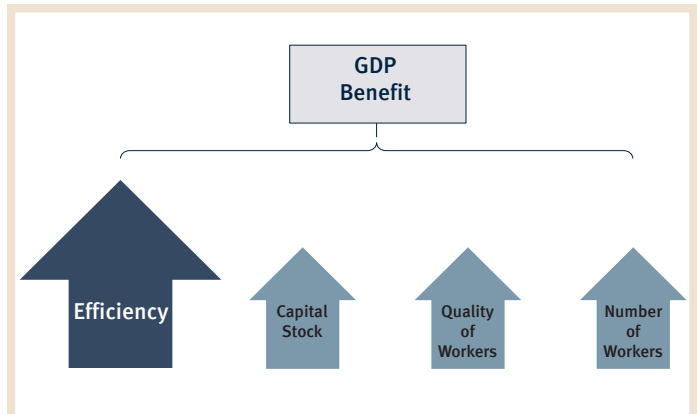 GDP
Benefit
Efficiency
Capital
Stock
Quality
of
Workers
Number
of
Workers